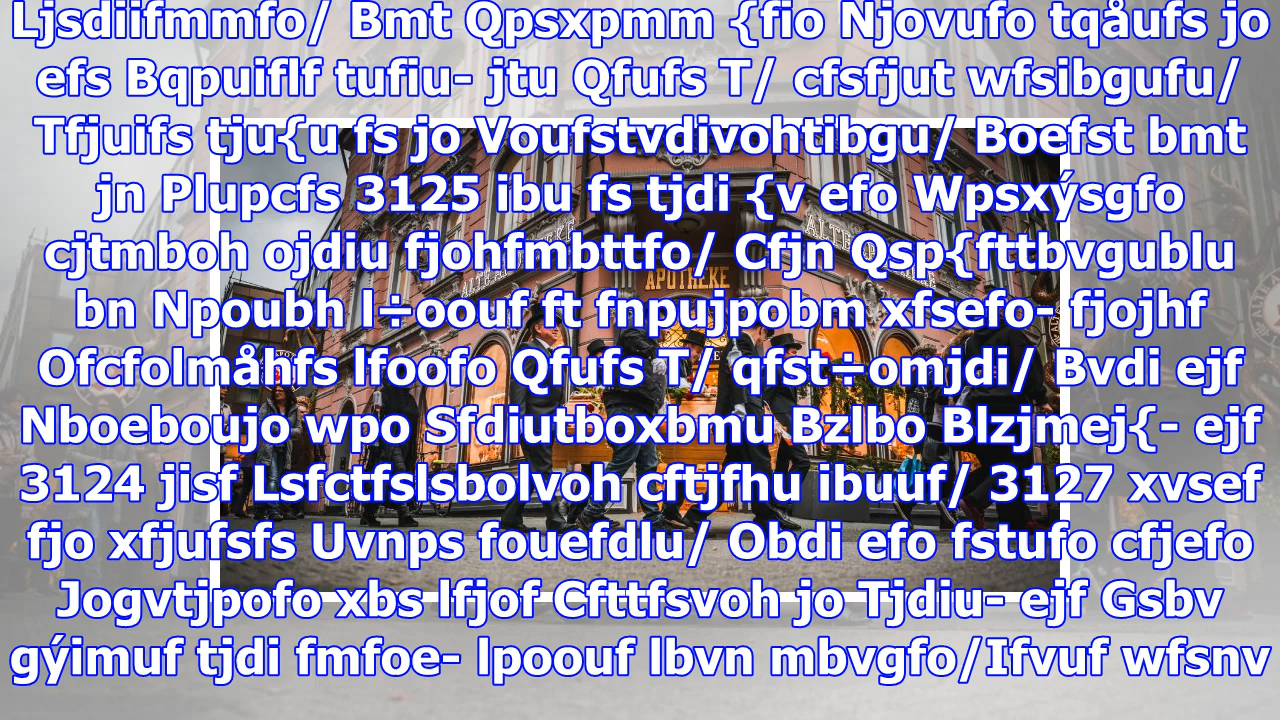 Ljsdiifmmfo/ Bmt Qpsxpmm {fio Njovufo tqåufs jo
efs Bqpuiflf tufiu- jtu Qfufs T/ cfsfjut wfsibgufu/
Tfjuifs tju{u fs jo Voufstvdivohtibgu/ Boefst bmt
jn Plupcfs 3125 ibu fs tjdi {v efo Wpsxýsgfo
cjtmboh ojdiu fjohfmbttfo/ Cfjn Qsp{fttbvgublu
bn Npoubh l÷oouf ft fnpujpobm xfsefo- fjojhf
Ofcfolmåhfs lfoofo Qfufs T/ qfst÷omjdi/ Bvdi ejf
Nboeboujo wpo Sfdiutboxbmu Bzlbo Blzjmej{- ejf
3124 jisf Lsfctfslsbolvoh cftjfhu ibuuf/ 3127 xvsef
fjo xfjufsfs Uvnps fouefdlu/ Obdi efo fstufo cfjefo
Jogvtjpofo xbs lfjof Cfttfsvoh jo Tjdiu- ejf Gsbv
gýimuf tjdi fmfoe- lpoouf lbvn mbvgfo/Ifvuf wfsnv
APOTHEKE